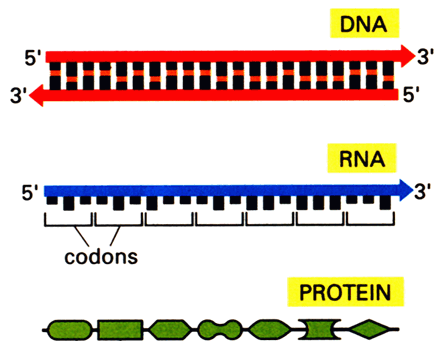 DNA
5' 3'
3' 5'
RNA
5' 3'
codons
PROTEIN